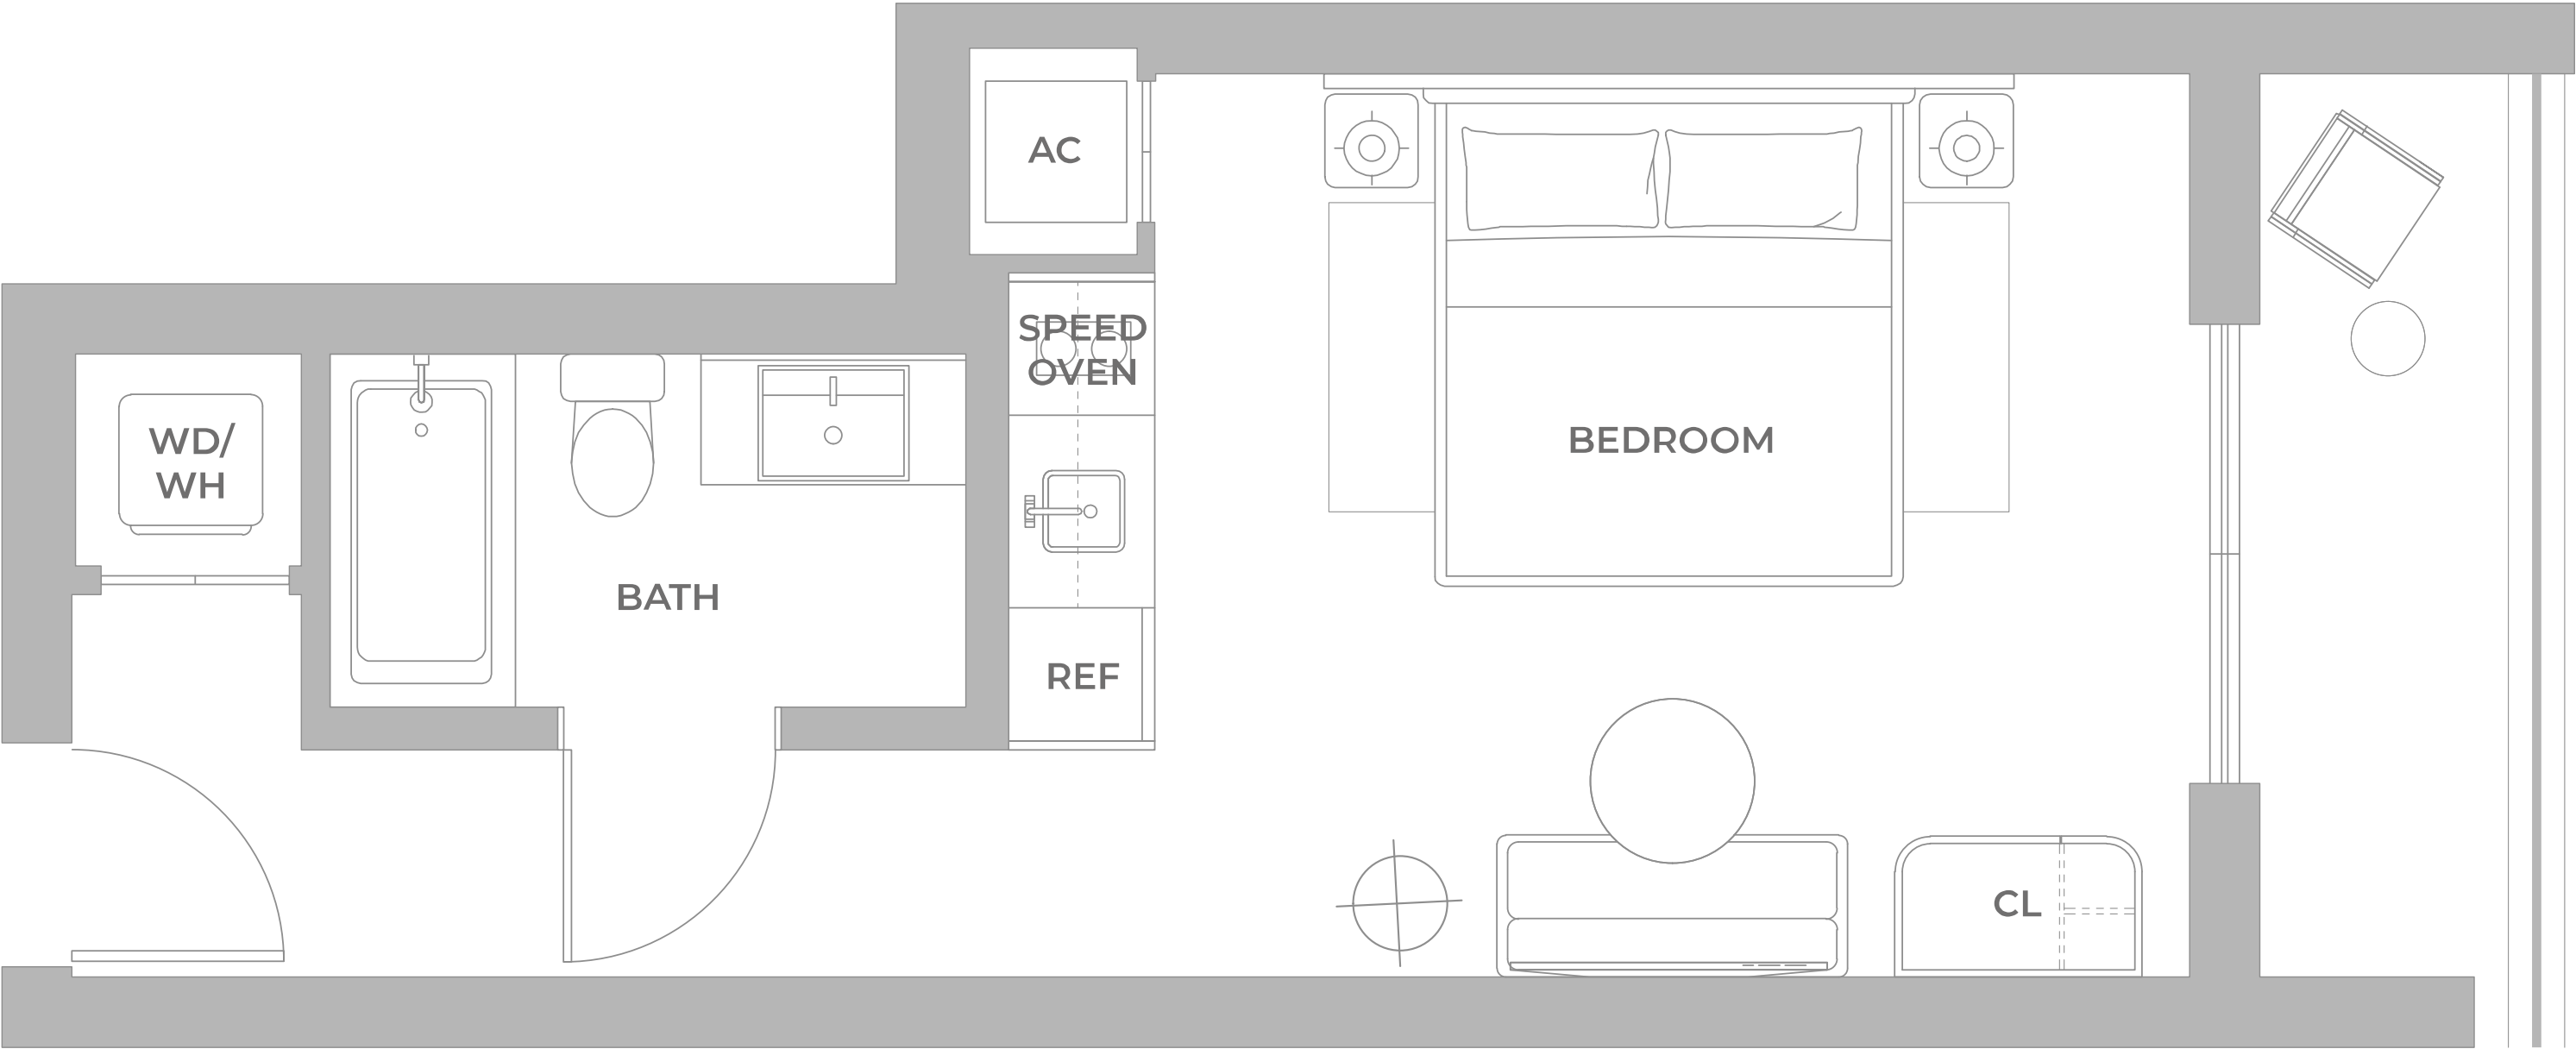 AC
SPEED
OVEN
WD/
WH
BEDROOM
BATH
REF
CL